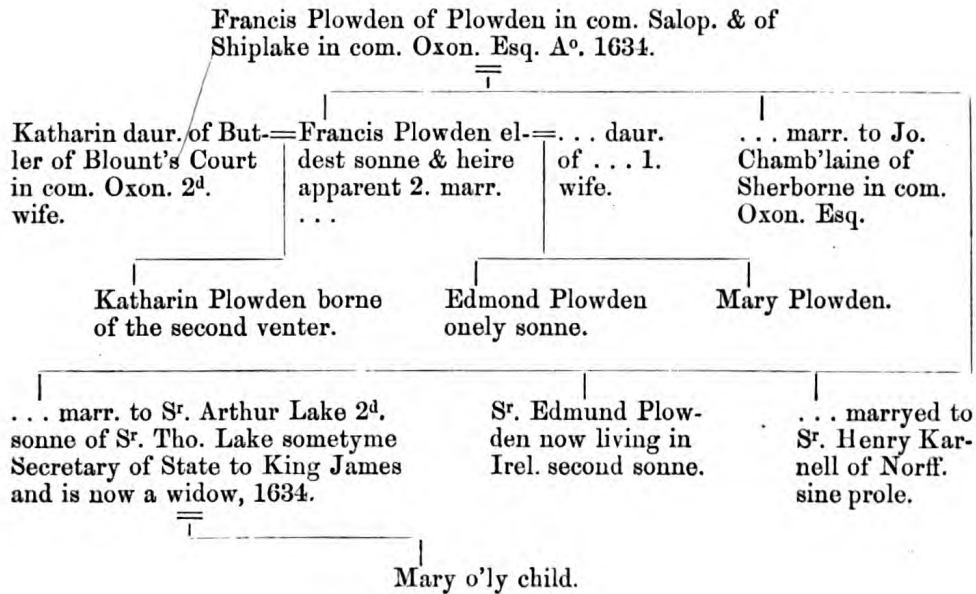 Francis Plowden of Plowden in com. Salop. & of
Shiplake in com. Oxon. Esq. Aº. 1634.
Katharin daur. of But-
ler of Blount's Court
in com. Oxon. 2ᵈ.
wife.
=Francis Plowden el-
dest sonne & heire
apparent 2. marr.
. . .
=. . . daur.
of . . . 1.
wife.
. . . marr. to Jo.
Chamb'laine of
Sherborne in com.
Oxon. Esq.
Katharin Plowden borne
of the second venter.
Edmond Plowden
onely sonne.
Mary Plowden.
. . . marr. to Sʳ. Arthur Lake 2ᵈ.
sonne of Sʳ. Tho. Lake sometyme
Secretary of State to King James
and is now a widow, 1634.
Sʳ. Edmund Plow-
den now living in
Irel. second sonne.
. . . marryed to
Sʳ. Henry Kar-
nell of Norff.
sine prole.
Mary o'ly child.